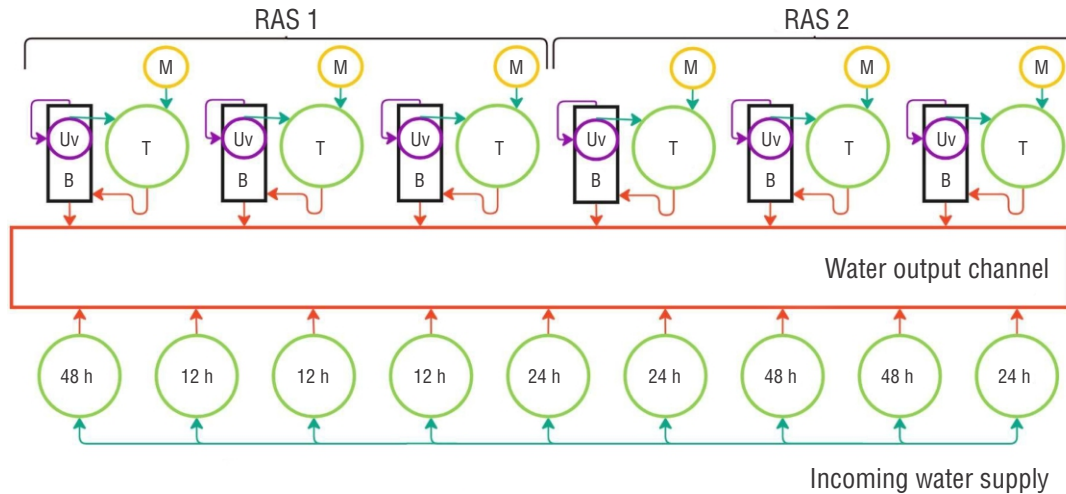 RAS 1 RAS 2
M M M M M M
Uv T Uv T Uv T Uv T Uv T Uv T
B B B B B B
Water output channel
48 h 12 h 12 h 12 h 24 h 24 h 48 h 48 h 24 h
Incoming water supply